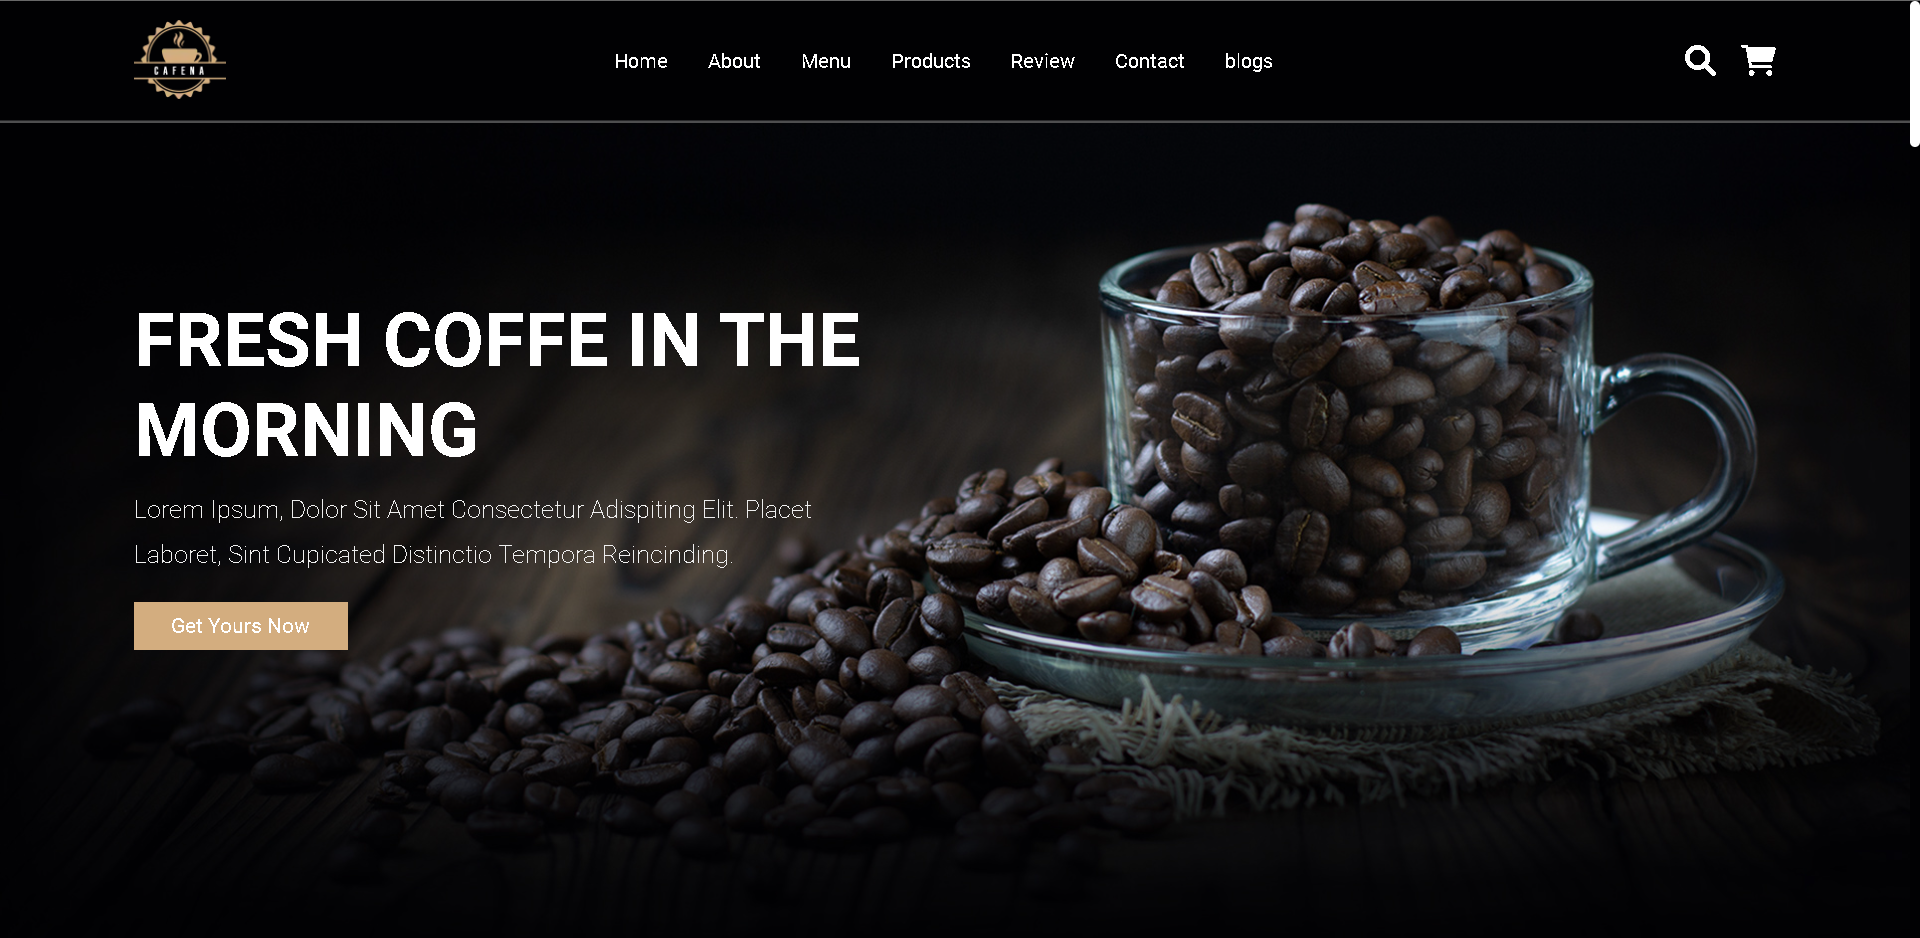 CAFENA
Home About Menu Products Review Contact blogs
FRESH COFFE IN THE
MORNING
Lorem Ipsum, Dolor Sit Amet Consectetur Adispiting Elit. Placet
Laboret, Sint Cupicated Distinctio Tempora Reincinding.
Get Yours Now